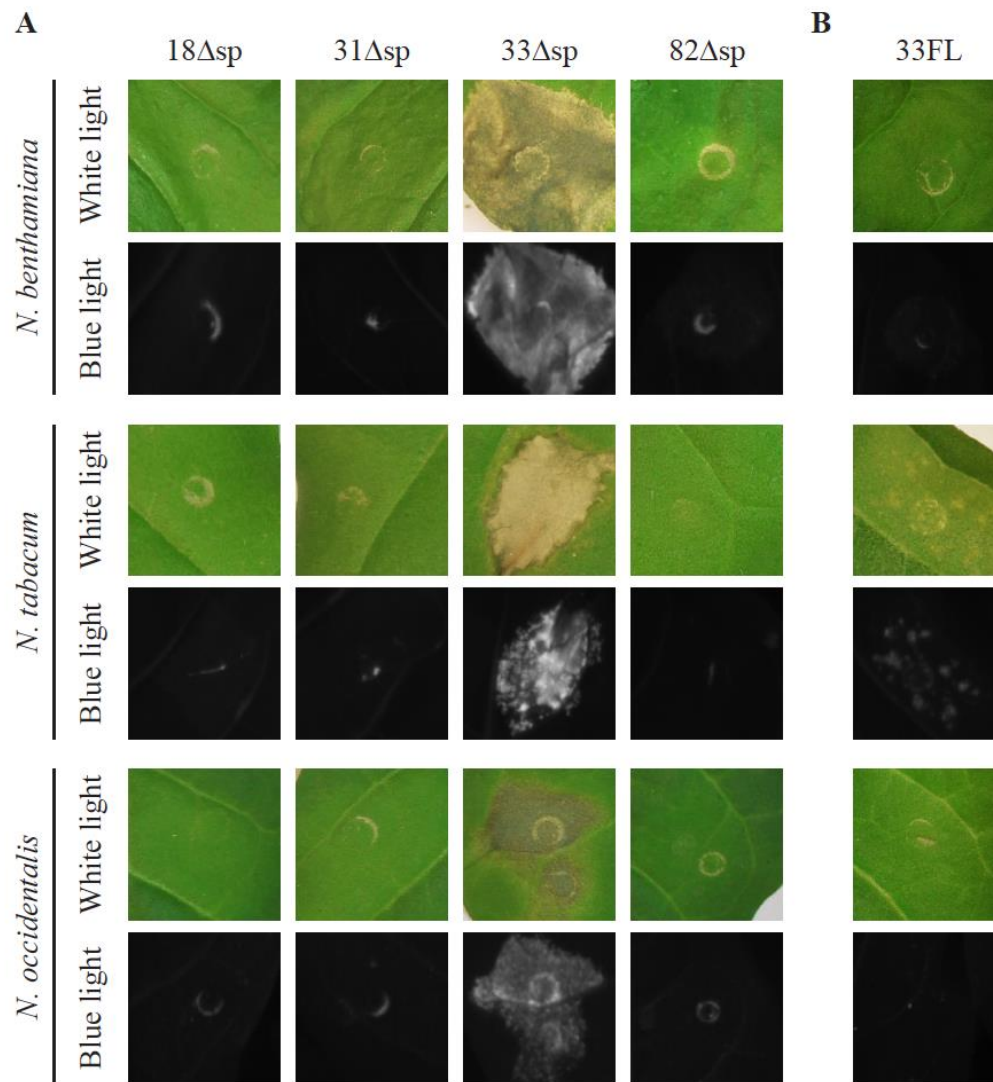 A
B
18Δsp 31Δsp 33Δsp 82Δsp 33FL
N. benthamiana
White light
Blue light
N. tabacum
White light
Blue light
N. occidentalis
White light
Blue light